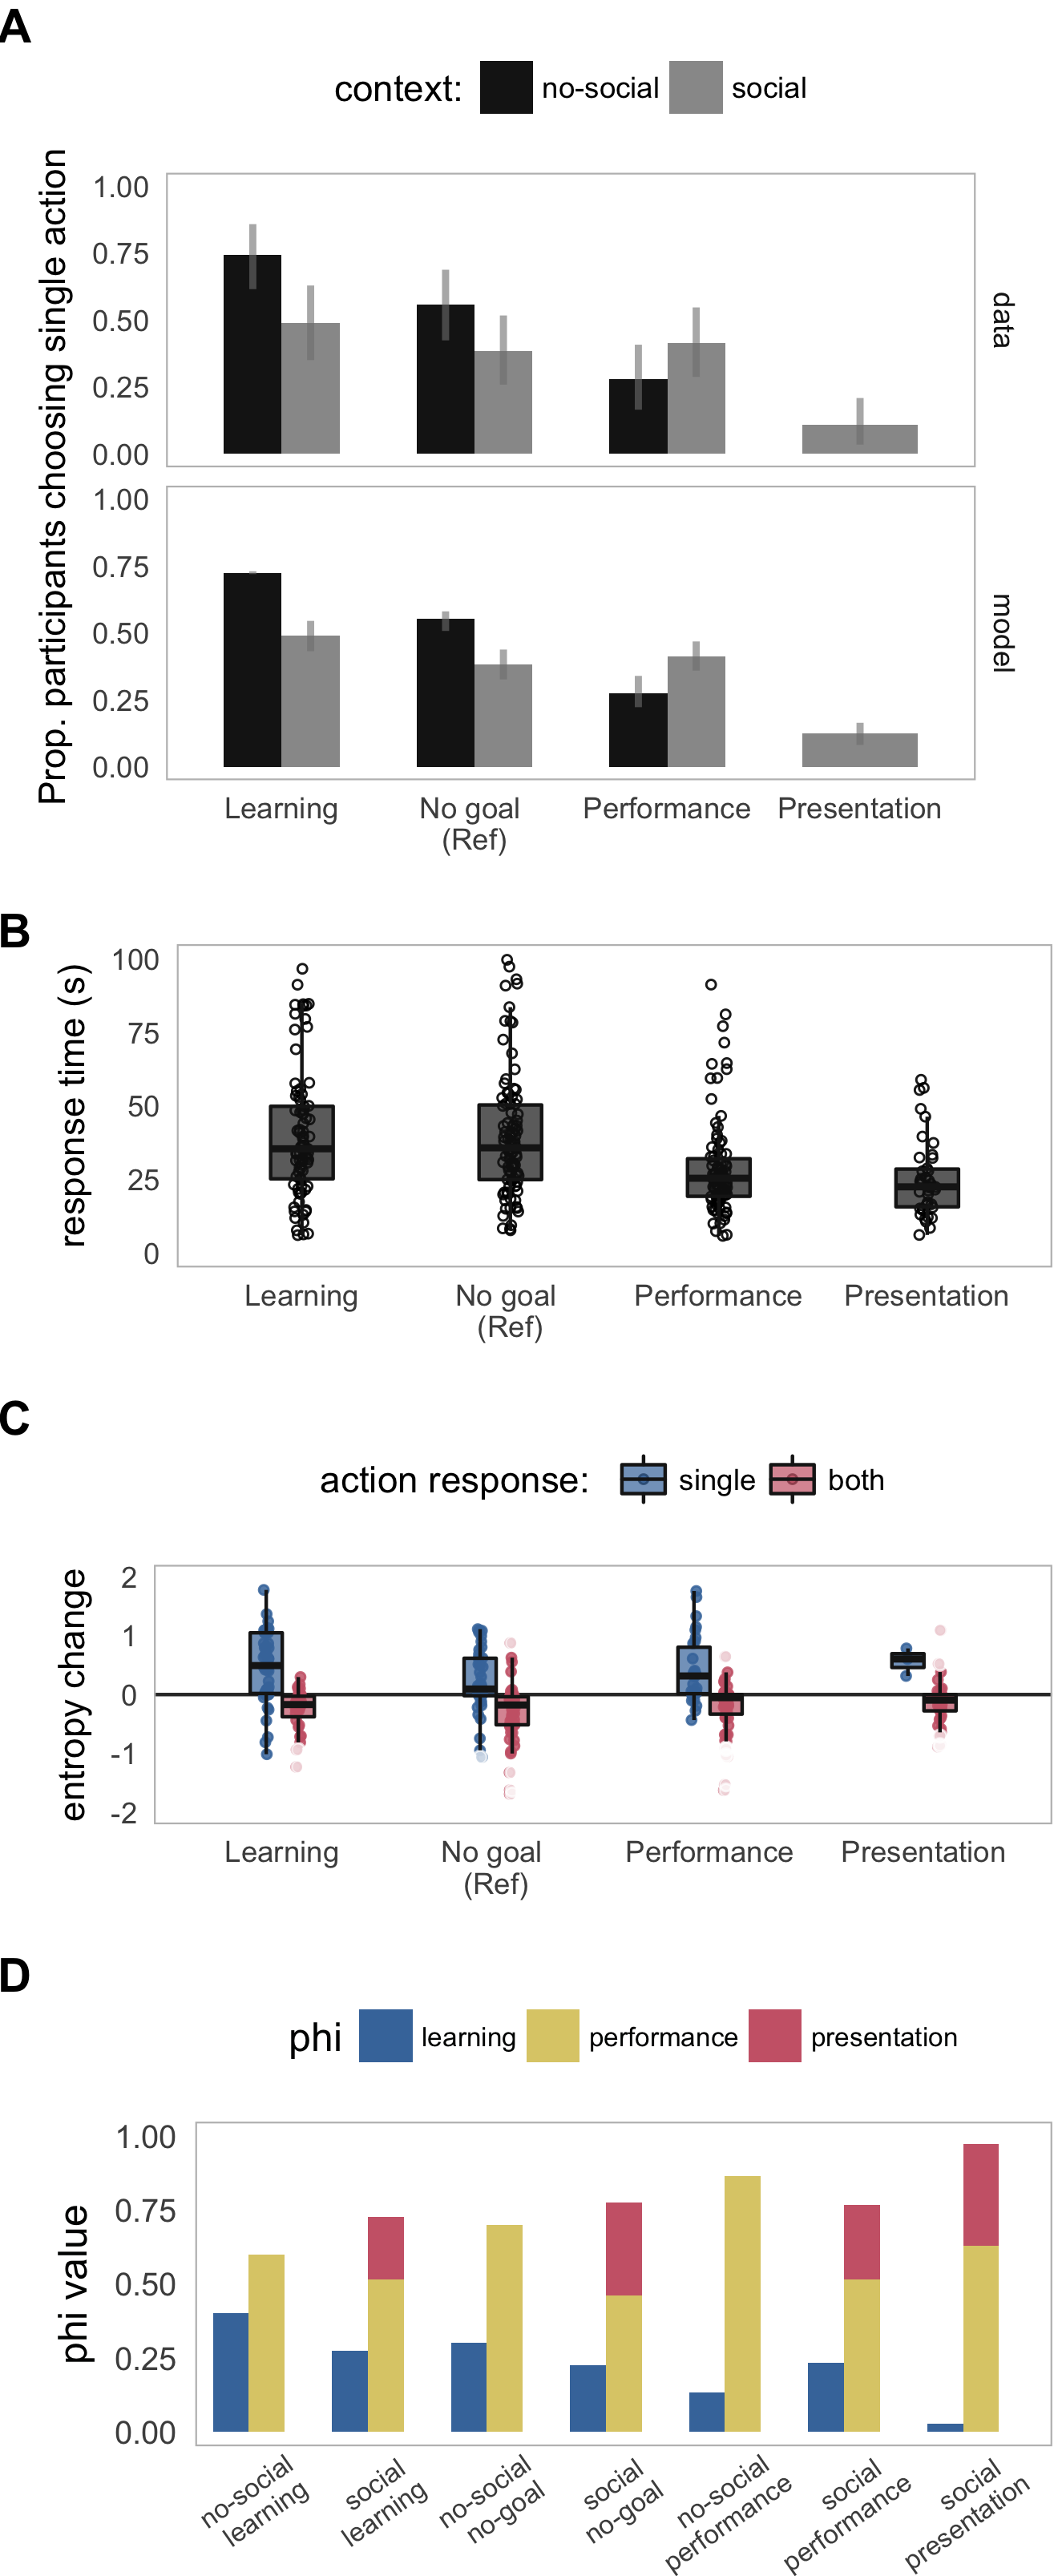 A
context: no-social social
Prop. participants choosing single action
1.00
0.75
0.50
0.25
0.00
data
1.00
0.75
0.50
0.25
0.00
model
Learning No goal Performance Presentation
(Ref)
B
response time (s)
100
75
50
25
0
Learning No goal Performance Presentation
(Ref)
C
action response: single both
entropy change
2
1
0
-1
-2
Learning No goal Performance Presentation
(Ref)
D
phi learning performance presentation
phi value
1.00
0.75
0.50
0.25
0.00
no-social
learning
social
learning
no-social
no-goal
social
no-goal
no-social
performance
social
performance
social
presentation